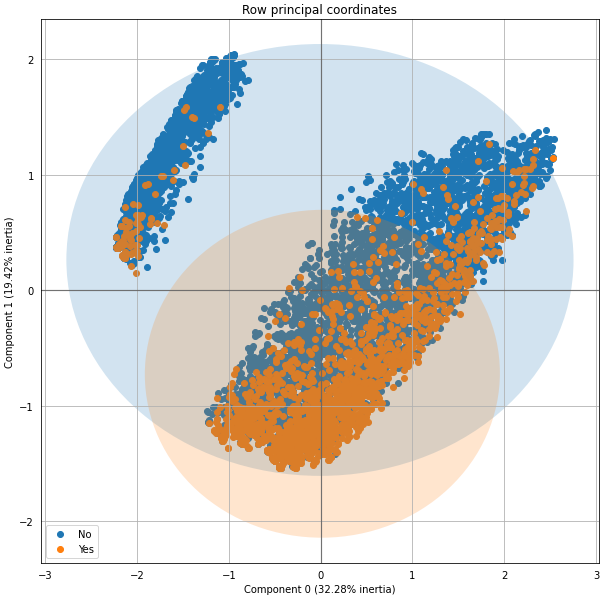 Row principal coordinates
Component 1 (19.42% inertia)
2
1
0
−1
−2
−3
−2
−1
0
1
2
3
No
Yes
Component 0 (32.28% inertia)